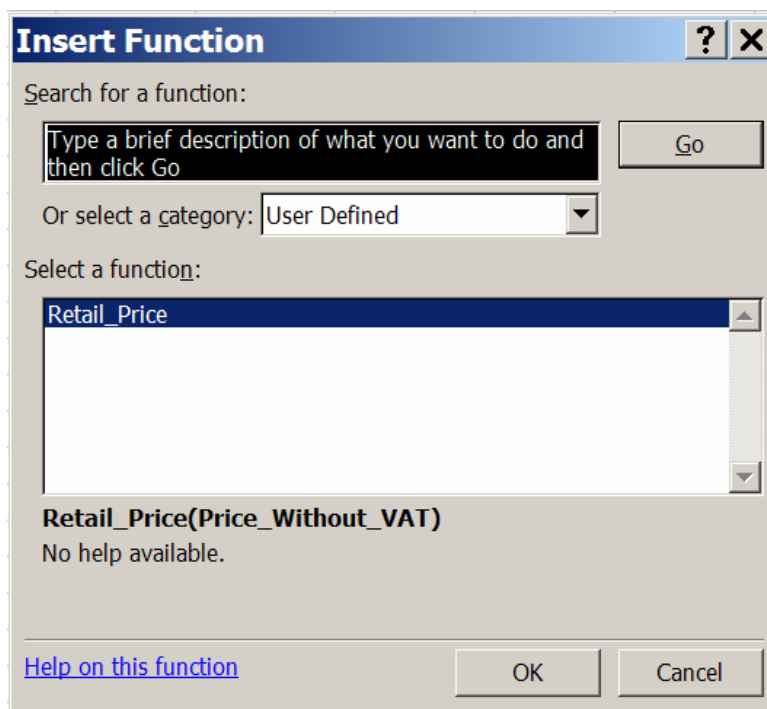 Insert Function
?
Search for a function:
Type a brief description of what you want to do and
then click Go
Go
Or select a category: User Defined
Select a function:
Retail_Price
Retail_Price(Price_Without_VAT)
No help available.
Help on this function
OK
Cancel